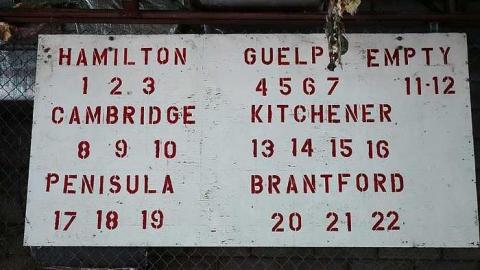 HAMILTON GUELPH EMPTY
1 2 3 4 5 6 7 11-12
CAMBRIDGE KITCHENER
8 9 10 13 14 15 16
PENISULA BRANTFORD
17 18 19 20 21 22